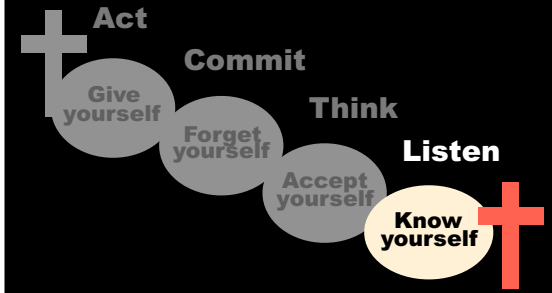 Act
Give
yourself
Commit
Forget
yourself
Think
Accept
yourself
Listen
Know
yourself